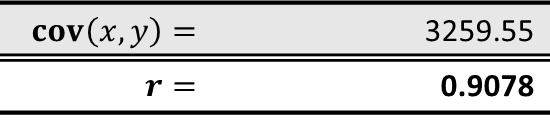 cov(x, y) = 3259.55
r = 0.9078